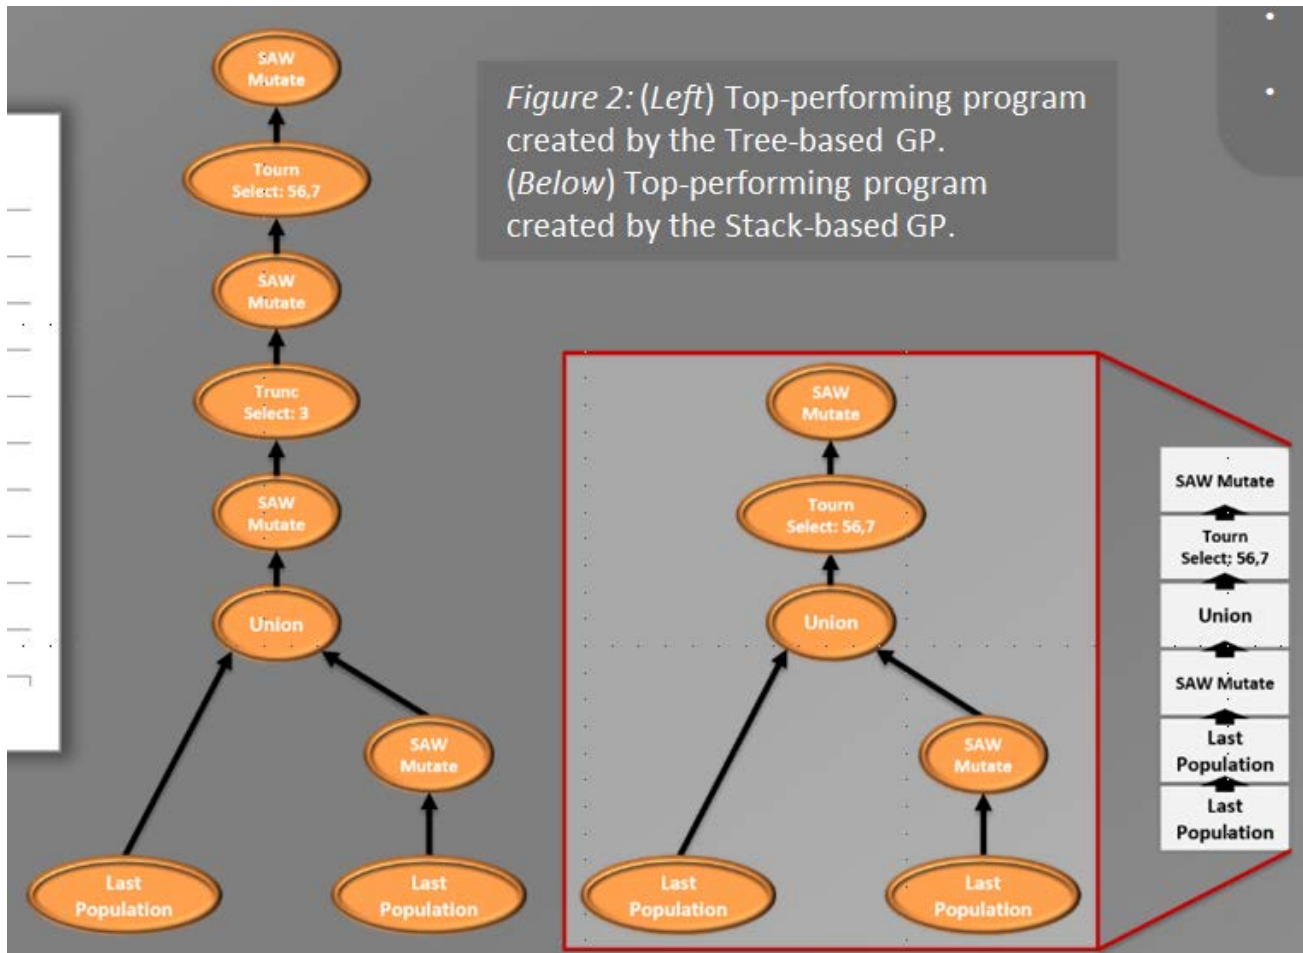 SAW
Mutate
Tourn
Select: 56,7
SAW
Mutate
Trunc
Select: 3
SAW
Mutate
Union
SAW
Mutate
Last
Population
Last
Population
Figure 2: (Left) Top-performing program
created by the Tree-based GP.
(Below) Top-performing program
created by the Stack-based GP.
SAW
Mutate
Tourn
Select: 56,7
Union
SAW
Mutate
Last
Population
Last
Population
SAW Mutate
Tourn
Select: 56,7
Union
SAW Mutate
Last
Population
Last
Population